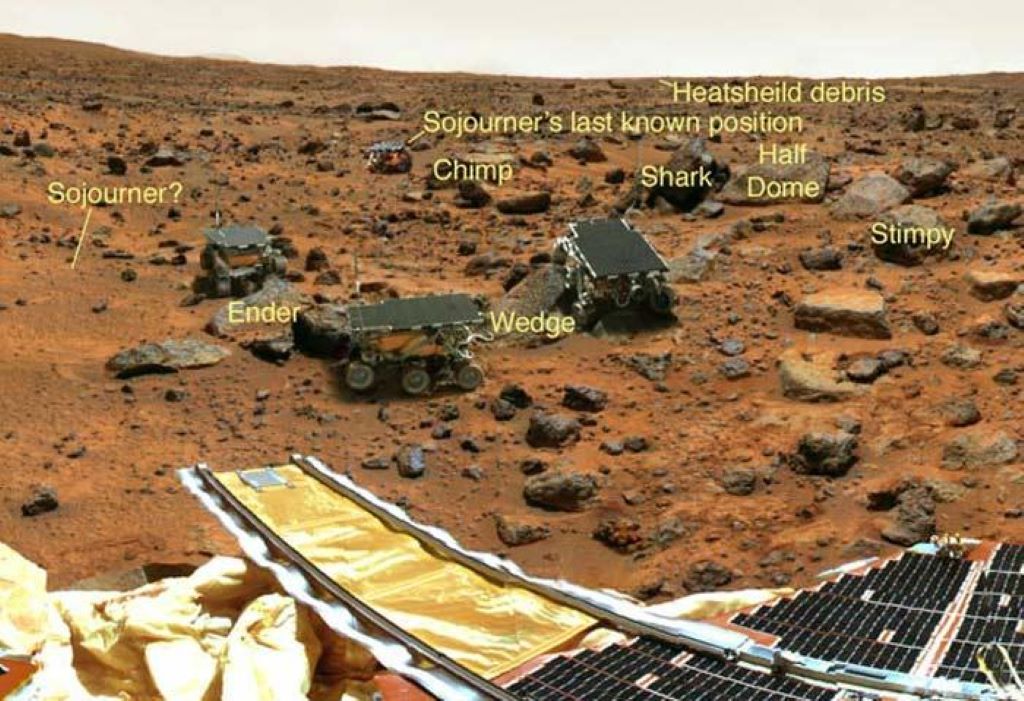 Heatsheild debris
Sojourner's last known position
Half
Dome
Chimp
Shark
Sojourner?
Stimpy
Ender
Wedge